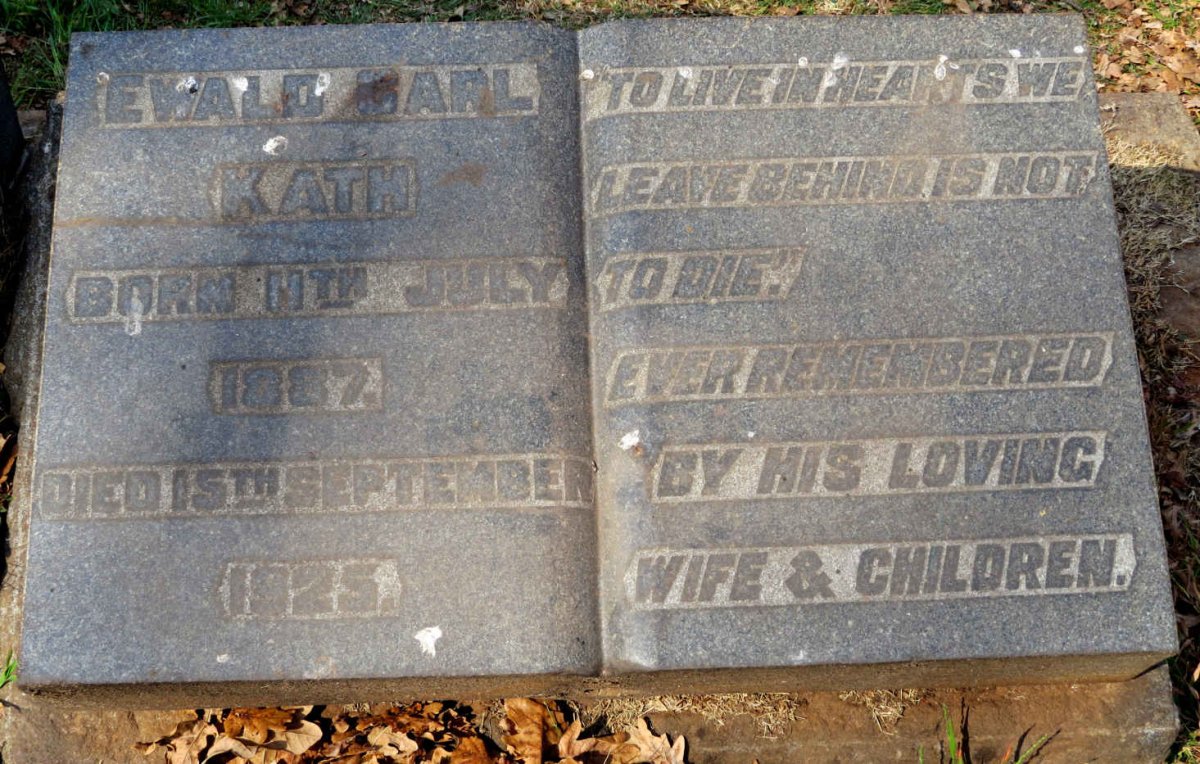 EWALD KARL
KATH
BORN 11TH JULY
1887.
DIED 15TH SEPTEMBER
1925.
"TO LIVE IN HEARTS WE
LEAVE BEHIND, IS NOT
TO DIE".
EVER REMEMBERED
BY HIS LOVING
WIFE & CHILDREN.